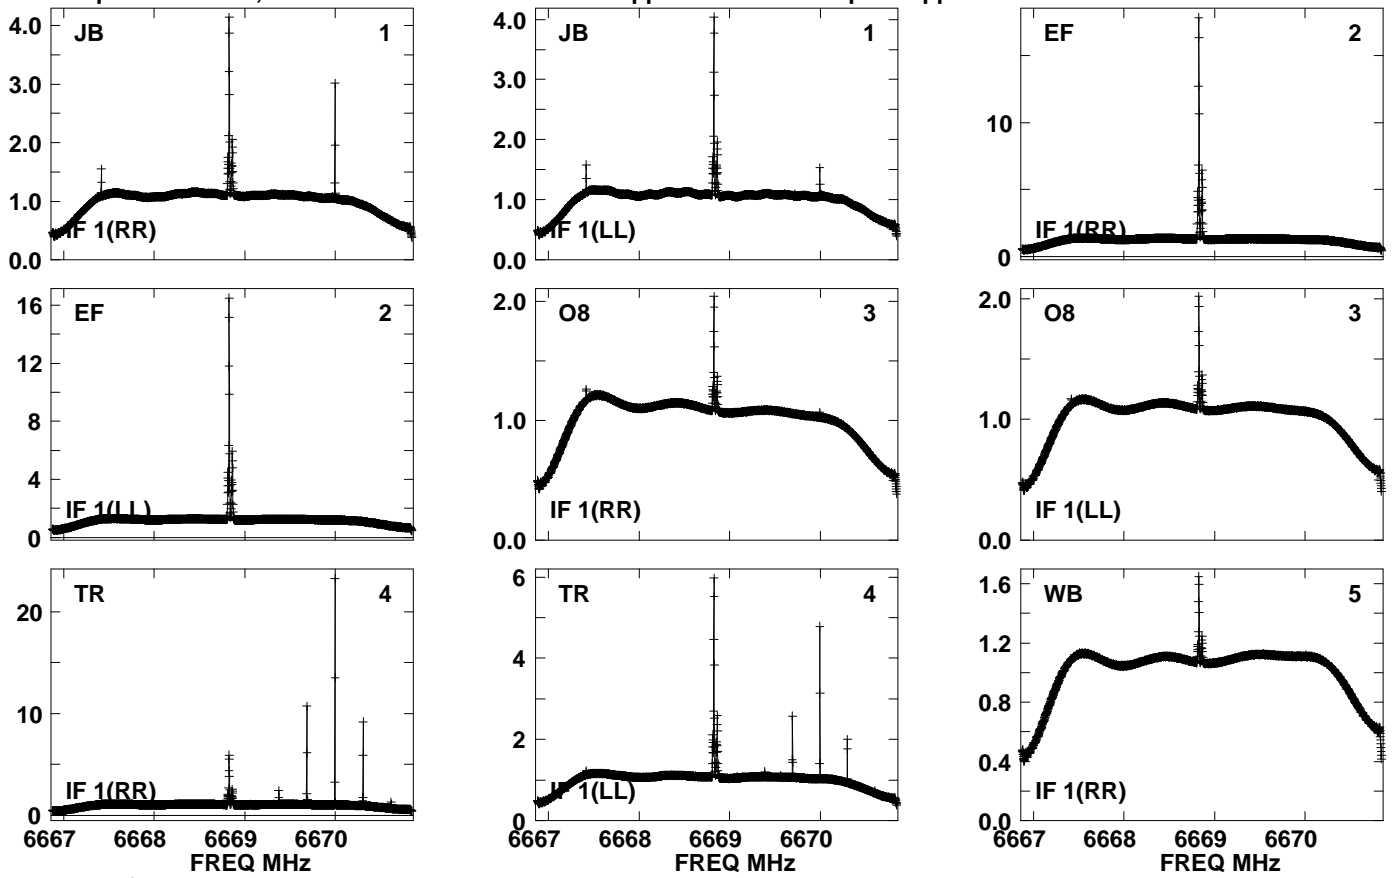 JB 1
4.0
3.0
2.0
1.0
0.0
IF 1(RR)
JB 1
4.0
3.0
2.0
1.0
0.0
IF 1(LL)
EF 2
10
0
IF 1(RR)
EF 2
16
12
8
4
0
IF 1(LL)
O8 3
2.0
1.0
0.0
IF 1(RR)
O8 3
2.0
1.0
0.0
IF 1(LL)
TR 4
20
10
0
IF 1(RR)
6667 6668 6669 6670
FREQ MHz
TR 4
6
4
2
0
IF 1(LL)
6667 6668 6669 6670
FREQ MHz
WB 5
1.6
1.2
0.8
0.4
0.0
IF 1(RR)
6667 6668 6669 6670
FREQ MHz